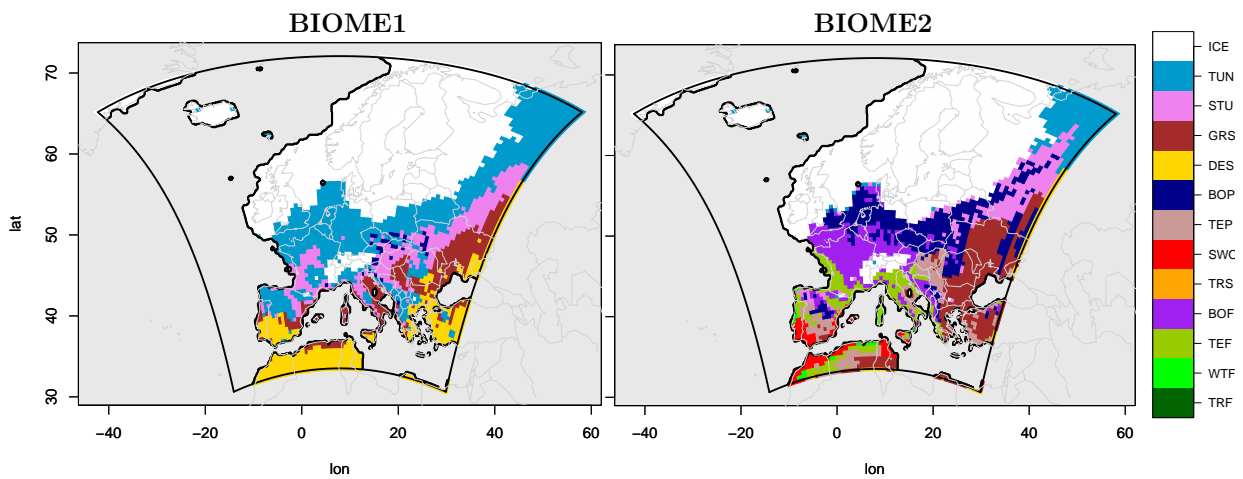 BIOME1
BIOME2
70
60
50
40
30
lat
−40
−20
0
20
40
60
lon
−40
−20
0
20
40
60
lon
ICE
TUN
STU
GRS
DES
BOP
TEP
SWO
TRS
BOF
TEF
WTF
TRF